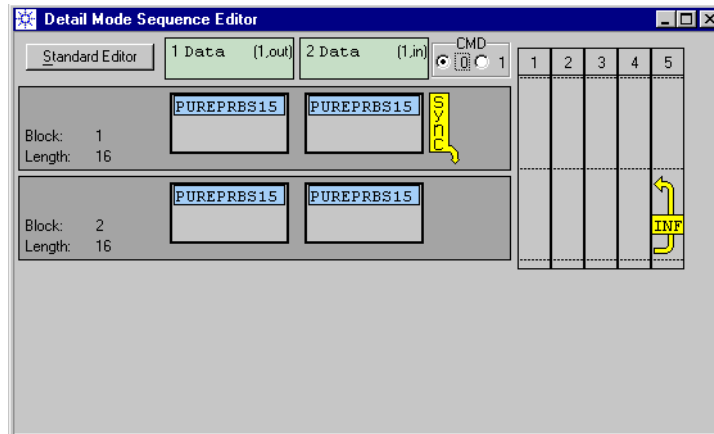 Detail Mode Sequence Editor
Standard Editor
1 Data (1,out)
2 Data (1,in)
CMD
0 1
1 2 3 4 5
PUREPRBS15 PUREPRBS15
Sync
Block: 1
Length: 16
PUREPRBS15 PUREPRBS15
Block: 2
Length: 16
INF